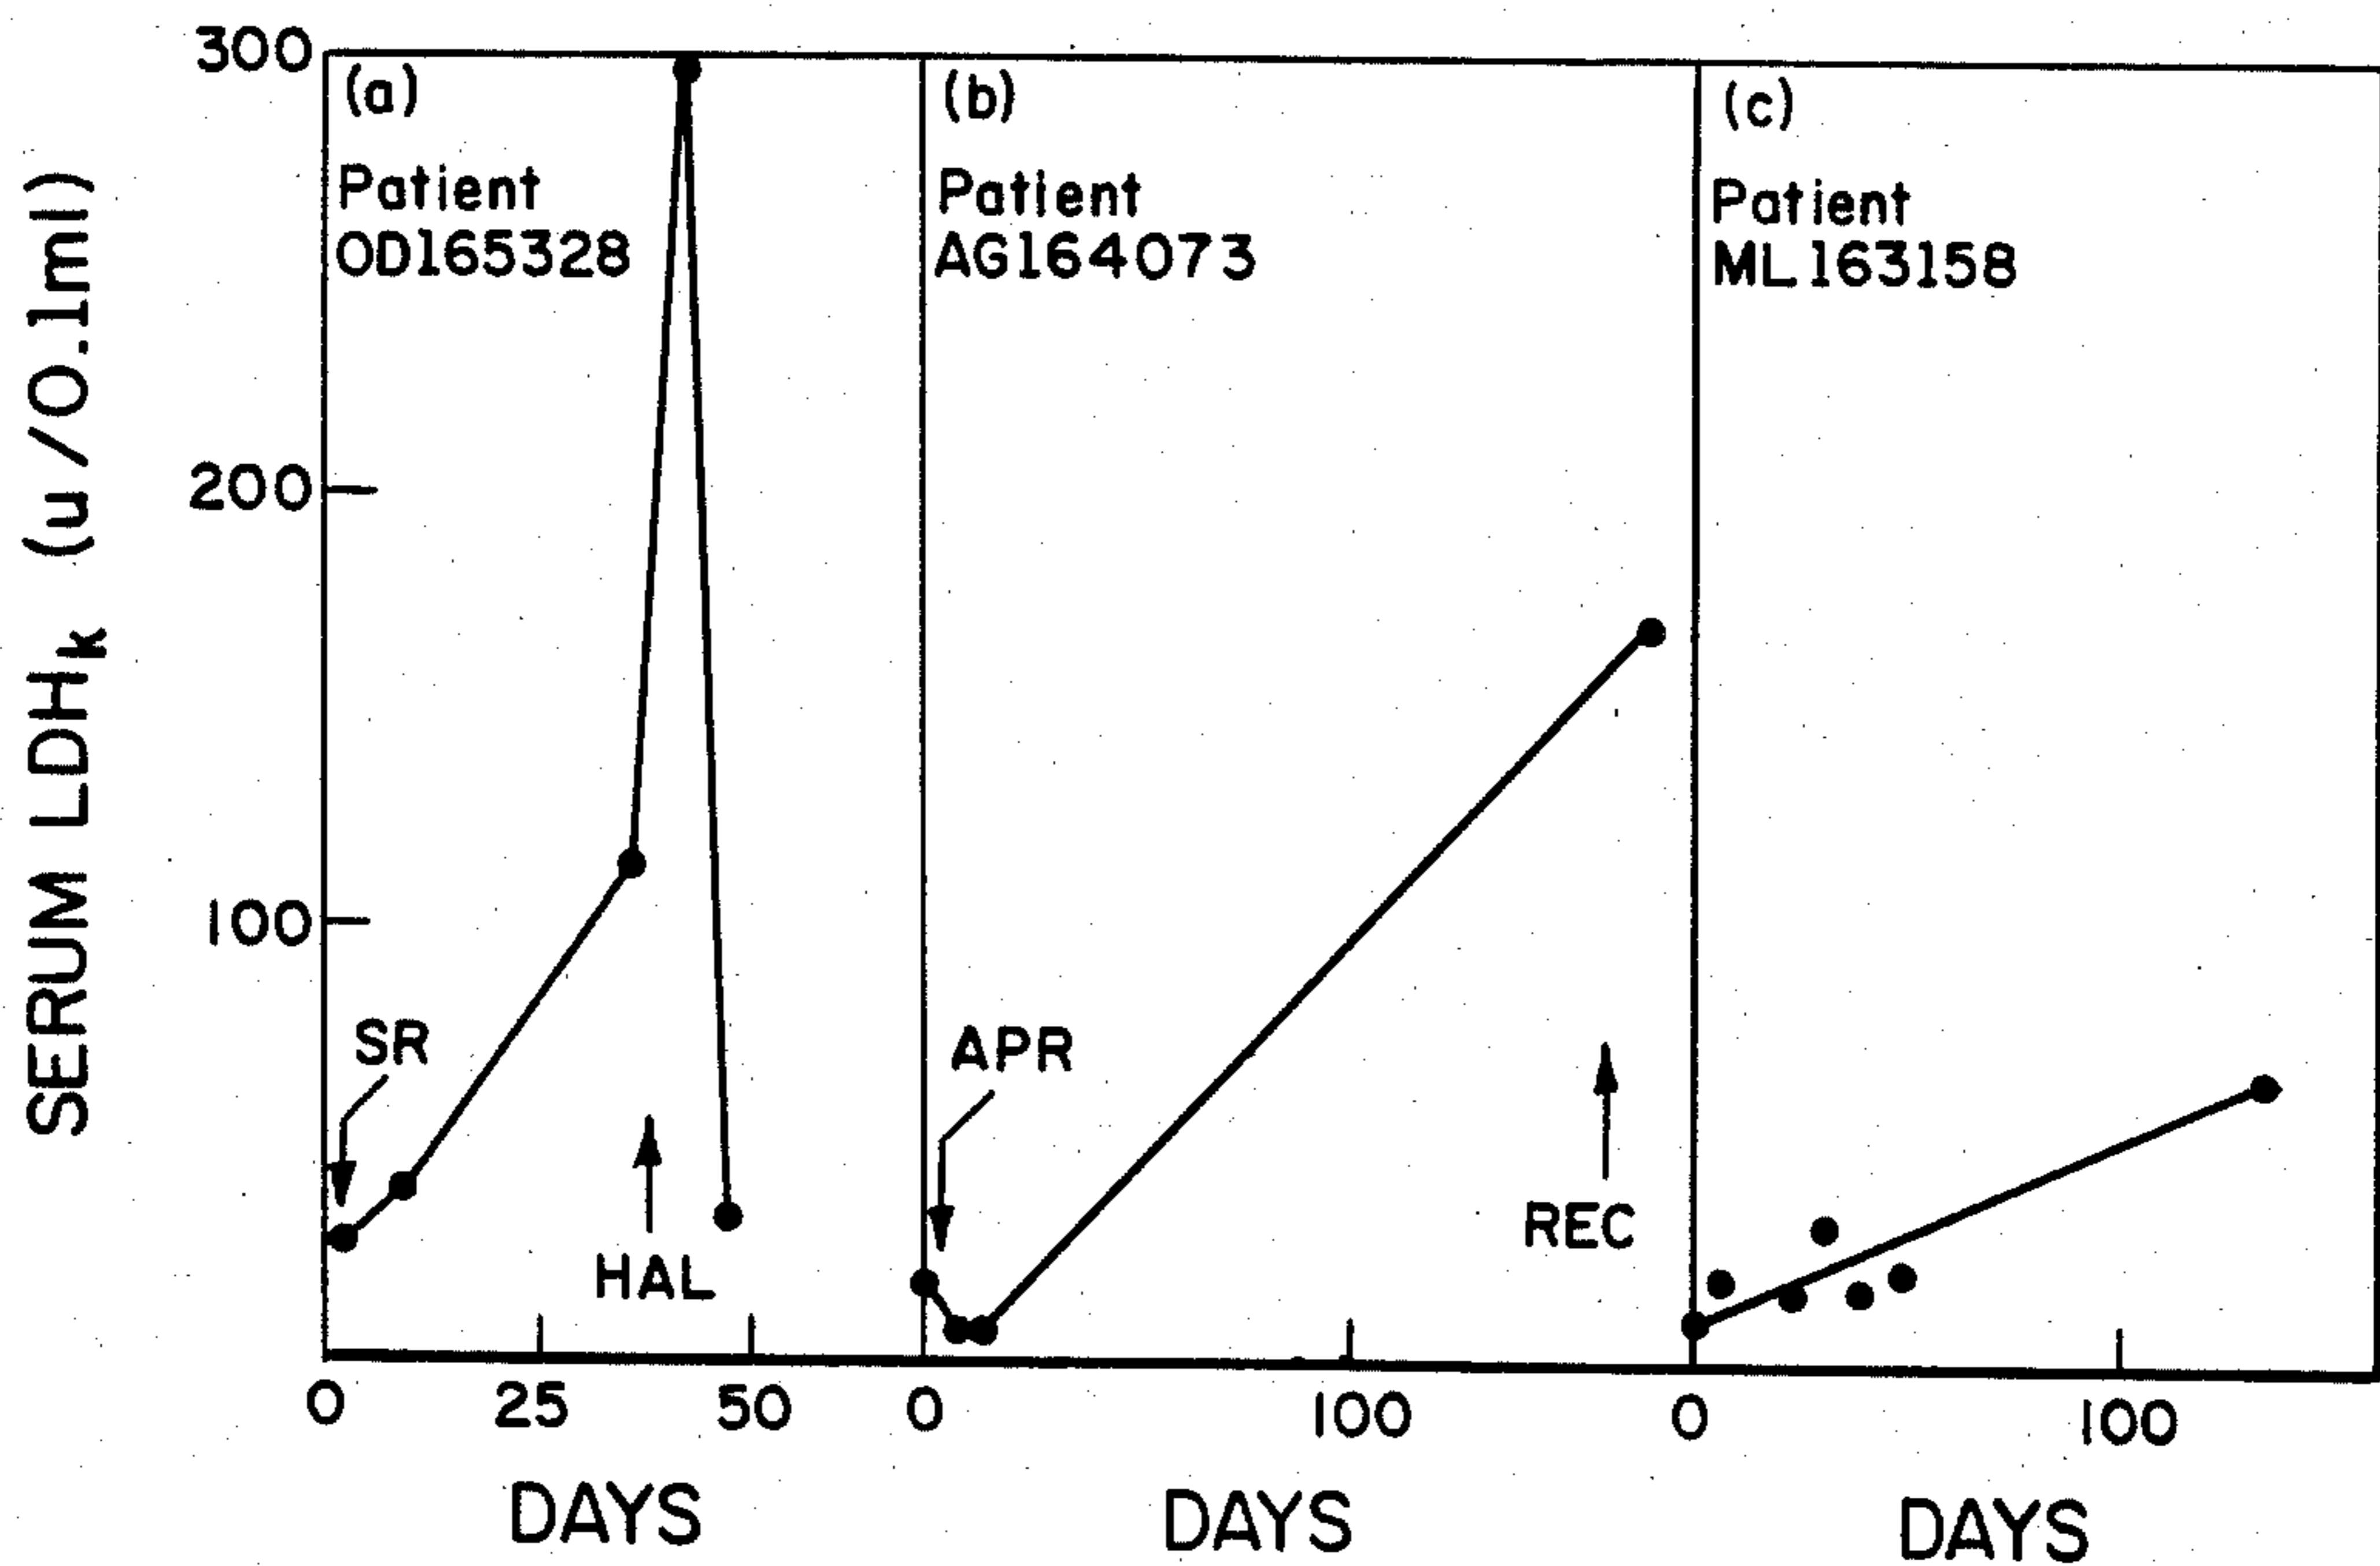 SERUM LDHk (u/0.1ml)
300
200
100
(a)
Patient
OD165328
SR
HAL
0
25
50
DAYS
(b)
Patient
AG164073
APR
REC
0
100
DAYS
(c)
Patient
ML163158
0
100
DAYS